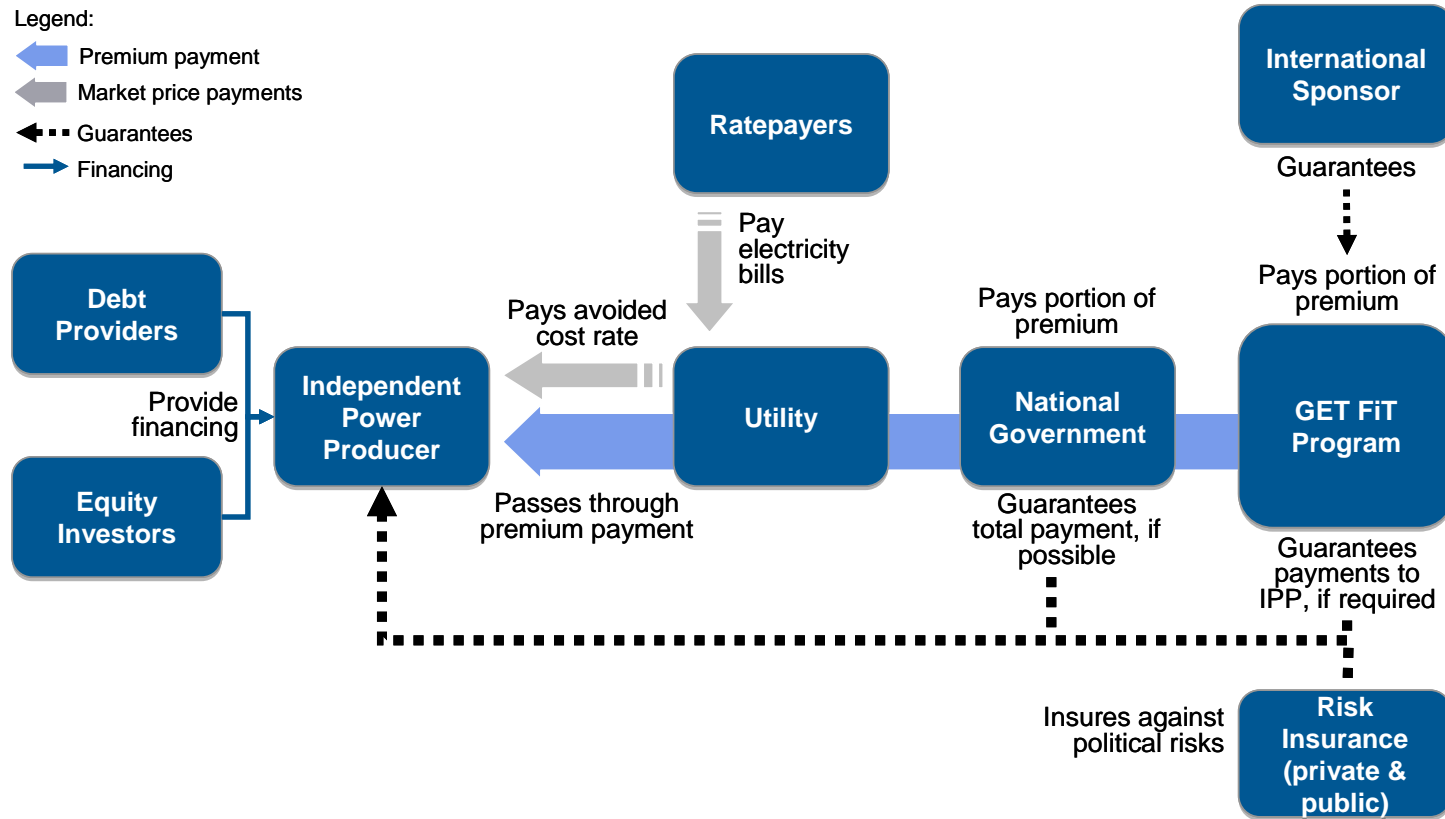 Legend:
Premium payment
Market price payments
Guarantees
Financing
International
Sponsor
Ratepayers
Guarantees
Pay
electricity
bills
Debt
Providers
Pays portion of
premium
Pays portion of
premium
Pays avoided
cost rate
Independent
Power
Producer
Utility
National
Government
GET FiT
Program
Provide
financing
Equity
Investors
Passes through
premium payment
Guarantees
total payment, if
possible
Guarantees
payments to
IPP, if required
Insures against
political risks
Risk
Insurance
(private &
public)